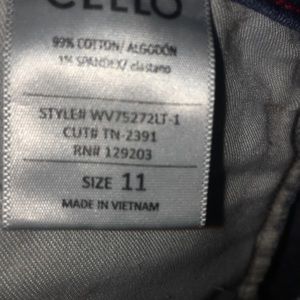 CELLO
99% COTTON/ ALGODÓN
1% SPANDEX/ elastano
STYLE# WV75272LT-1
CUT# TN-2391
RN# 129203
SIZE 11
MADE IN VIETNAM